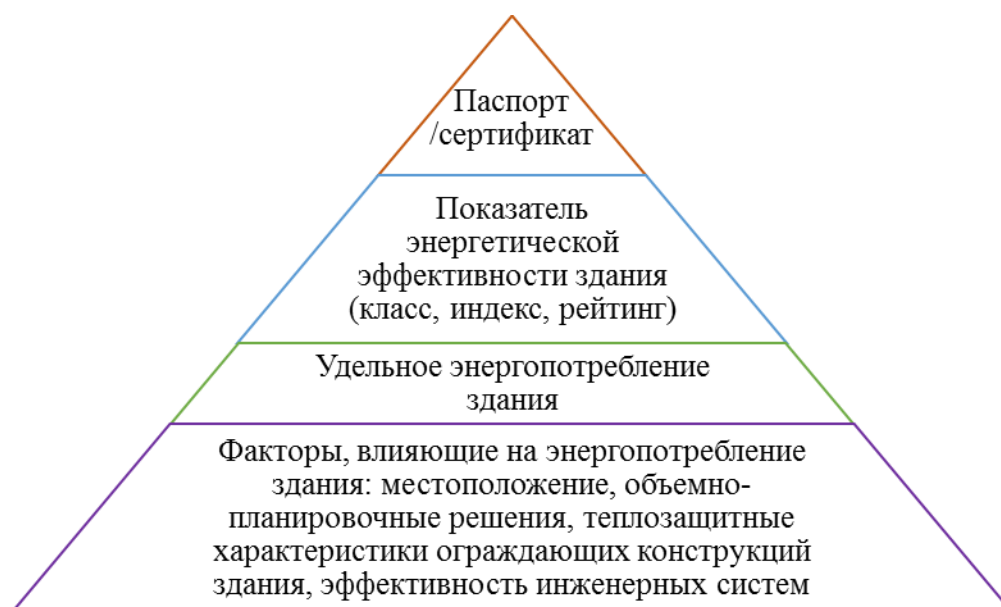 Паспорт
/сертификат
Показатель
энергетической
эффективности здания
(класс, индекс, рейтинг)
Удельное энергопотребление
здания
Факторы, влияющие на энергопотребление
здания: местоположение, объемно-
планировочные решения, теплозащитные
характеристики ограждающих конструкций
здания, эффективность инженерных систем